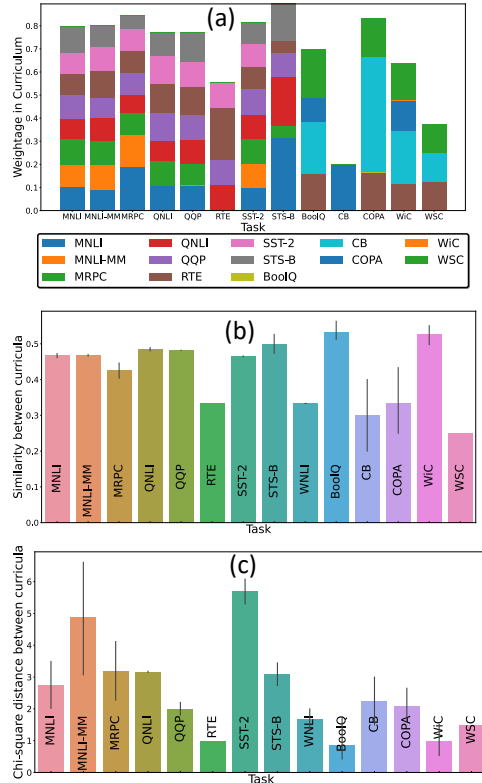 (a)
Weightage in Curriculum
0.8
0.7
0.6
0.5
0.4
0.3
0.2
0.1
0.0
MNLI MNLI-MM MRPC QNLI QQP RTE SST-2 STS-B BoolQ CB COPA WiC WSC
Task
MNLI QNLI SST-2 CB WiC
MNLI-MM QQP STS-B COPA WSC
MRPC RTE BoolQ
(b)
Similarity between curricula
0.5
0.4
0.3
0.2
0.1
0.0
MNLI MNLI-MM MRPC QNLI QQP RTE SST-2 STS-B WNLI BoolQ CB COPA WiC WSC
Task
(c)
Chi-square distance between curricula
6
5
4
3
2
1
0
MNLI MNLI-MM MRPC QNLI QQP RTE SST-2 STS-B WNLI BoolQ CB COPA WiC WSC
Task